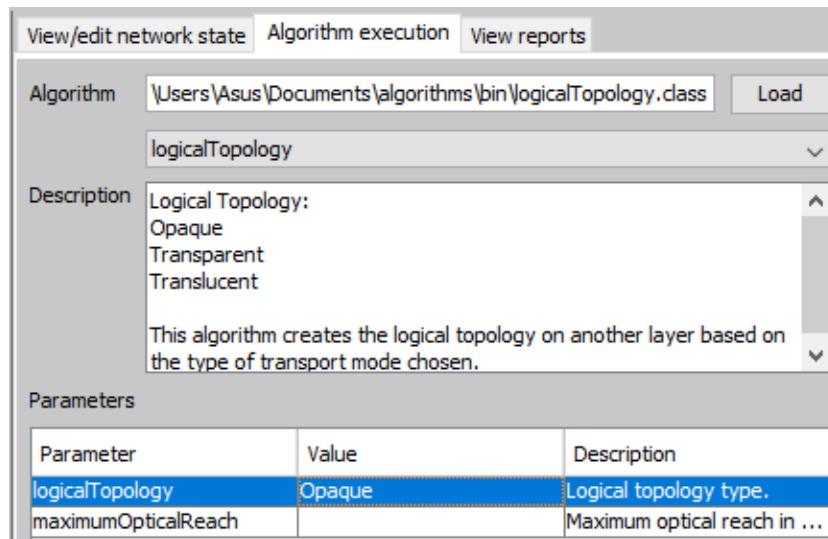 View/edit network state Algorithm execution View reports
Algorithm \Users\Asus\Documents\algorithms\bin\logicalTopology.class Load
logicalTopology
Description Logical Topology:
Opaque
Transparent
Translucent
This algorithm creates the logical topology on another layer based on
the type of transport mode chosen.
Parameters
Parameter Value Description
logicalTopology Opaque Logical topology type.
maximumOpticalReach Maximum optical reach in ...